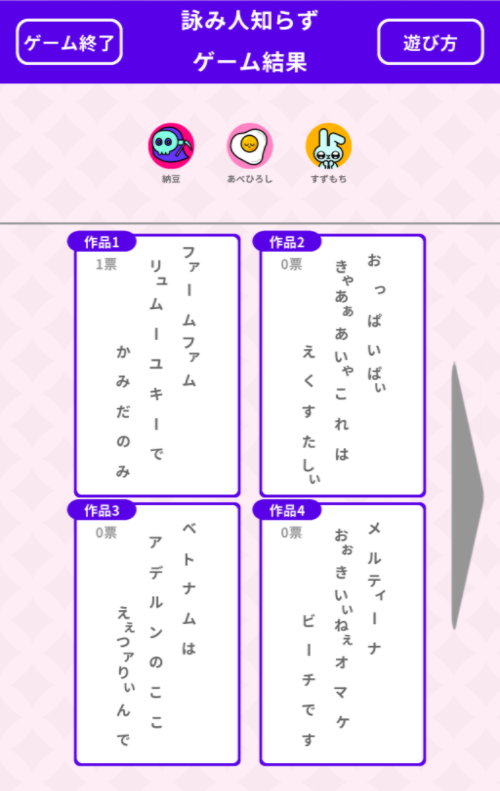 ゲーム終了
詠み人知らず
ゲーム結果
遊び方
納豆
あべひろし
すずもち
作品1
1票
ファームファム
リュムーユキーで
かみだのみ
作品2
0票
おっぱいぱぃ
きゃあぁあいゃこれは
えくすたしぃ
作品3
0票
ベトナムは
アデルンのここ
えぇつァりぃんで
作品4
0票
メルティーナ
おぉきいぃねぇオマケ
ビーチです